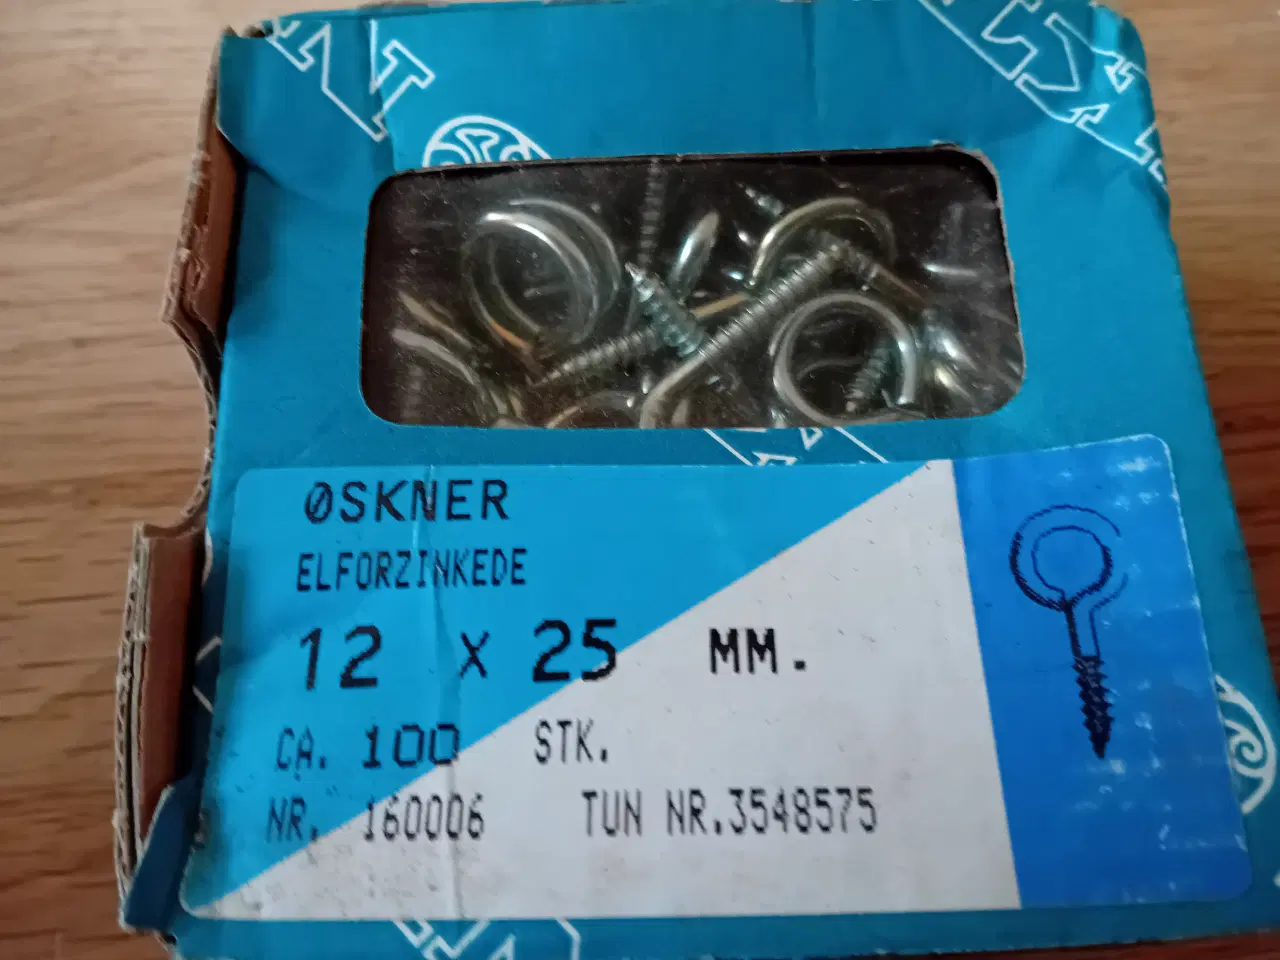 ØSKNER
ELFORZINKEDE
12 x 25 MM.
CA. 100 STK.
NR. 160006 TUN NR.3548575